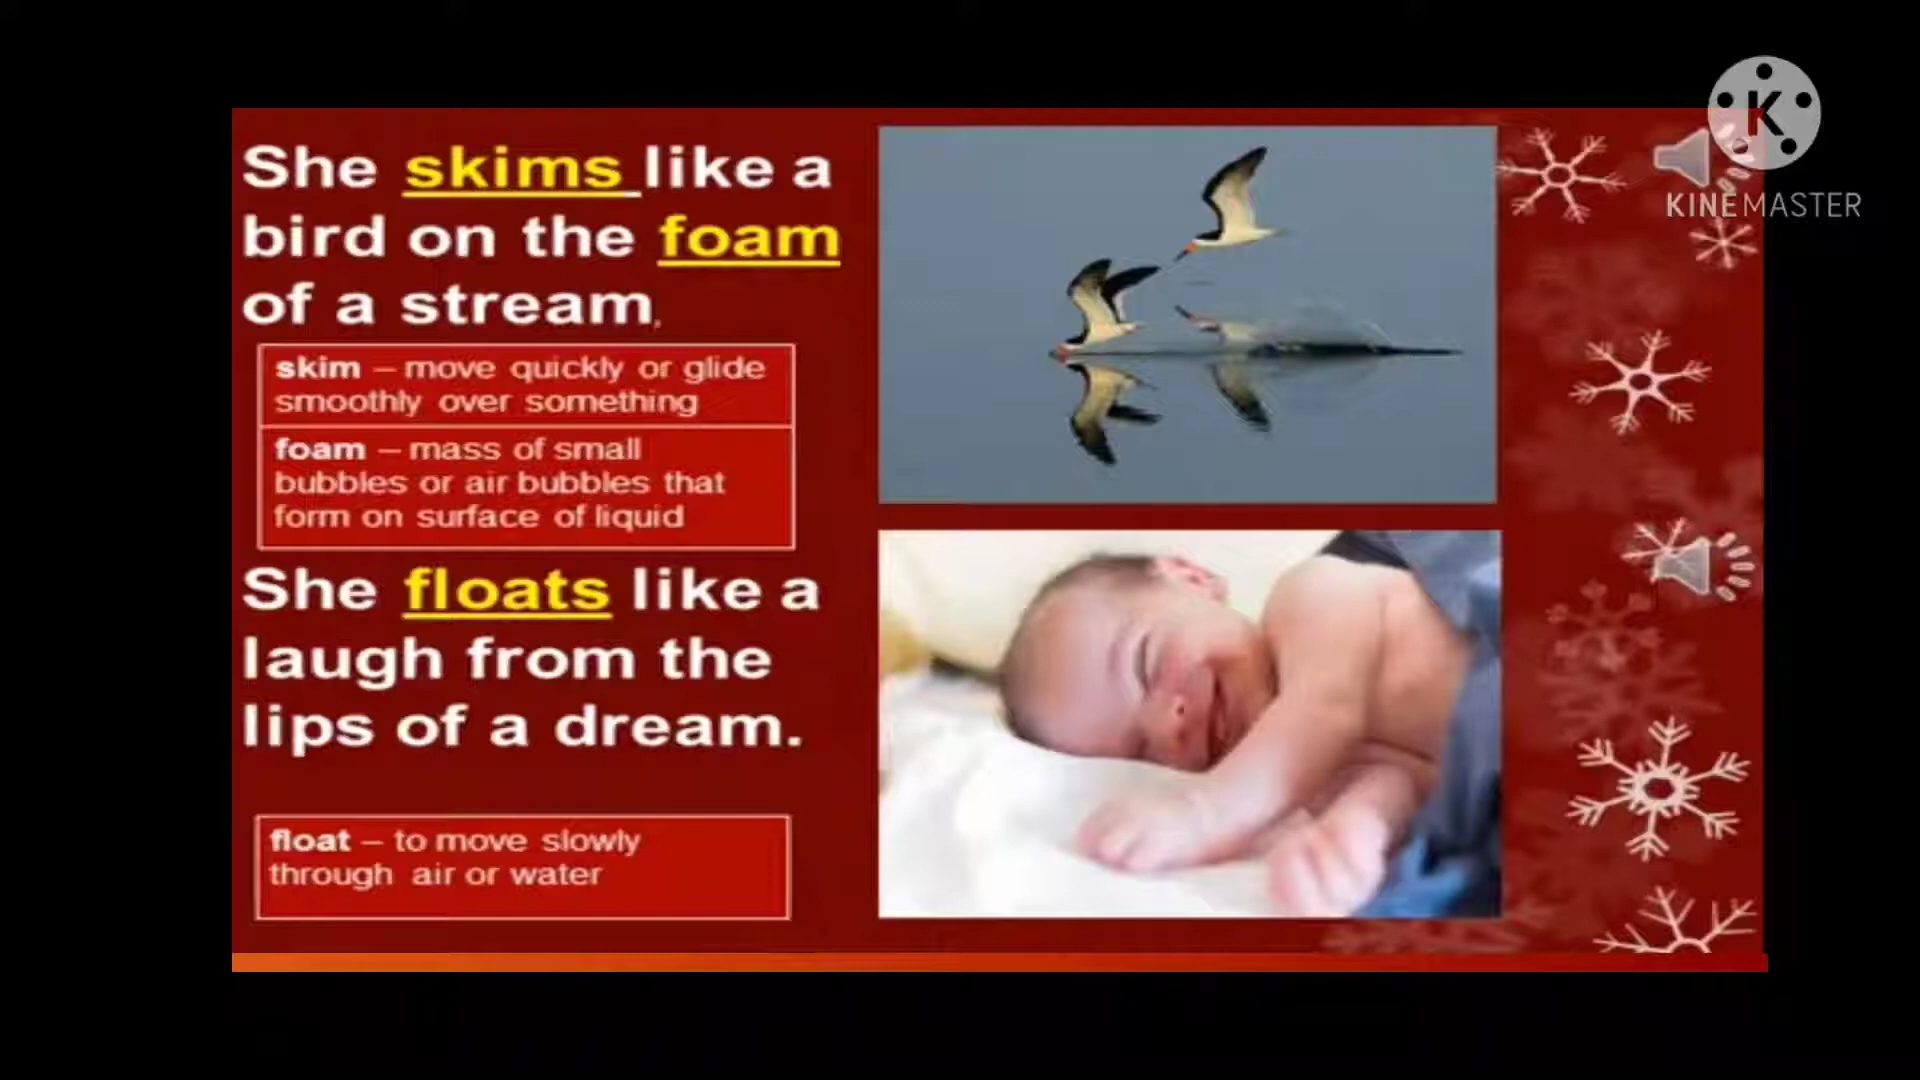 She skims like a
bird on the foam
of a stream.
skim – move quickly or glide
smoothly over something
foam – mass of small
bubbles or air bubbles that
form on surface of liquid
She floats like a
laugh from the
lips of a dream.
float – to move slowly
through air or water
K
KINEMASTER